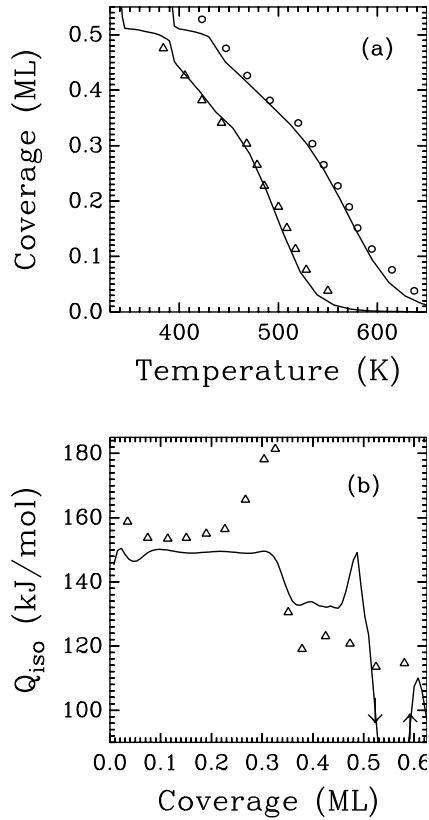 (a)
Coverage (ML)
0.5
0.4
0.3
0.2
0.1
0.0
400 500 600
Temperature (K)
(b)
Q_iso (kJ/mol)
180
160
140
120
100
0.0 0.1 0.2 0.3 0.4 0.5 0.6
Coverage (ML)